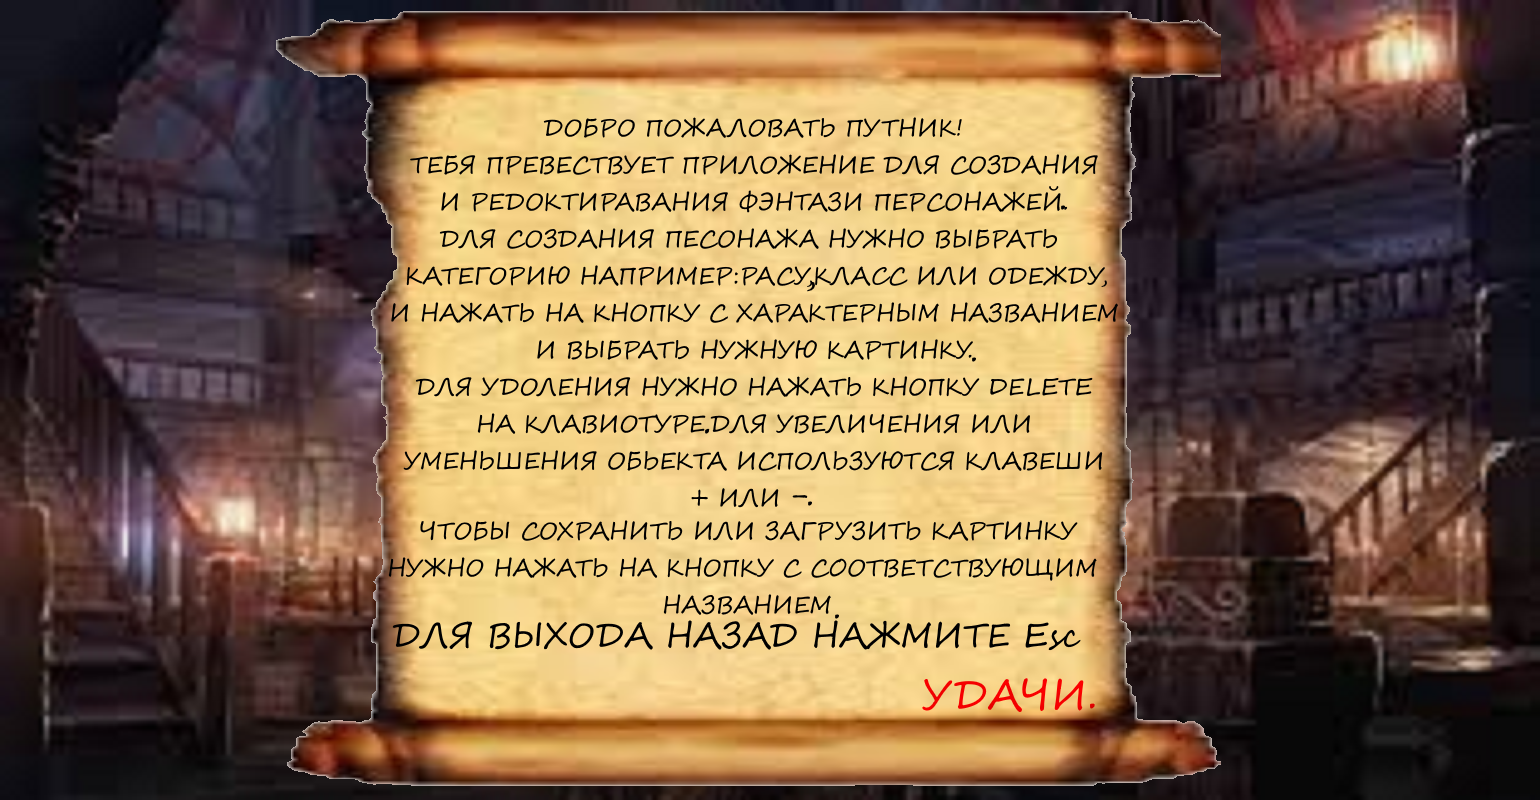 ДОБРО ПОЖАЛОВАТЬ ПУТНИК!
ТЕБЯ ПРЕВЕСТВУЕТ ПРИЛОЖЕНИЕ ДЛЯ СОЗДАНИЯ
И РЕДОКТИРАВАНИЯ ФЭНТАЗИ ПЕРСОНАЖЕЙ.
ДЛЯ СОЗДАНИЯ ПЕСОНАЖА НУЖНО ВЫБРАТЬ
КАТЕГОРИЮ НАПРИМЕР:РАСУ,КЛАСС ИЛИ ОДЕЖДУ,
И НАЖАТЬ НА КНОПКУ С ХАРАКТЕРНЫМ НАЗВАНИЕМ
И ВЫБРАТЬ НУЖНУЮ КАРТИНКУ.
ДЛЯ УДОЛЕНИЯ НУЖНО НАЖАТЬ КНОПКУ DELETE
НА КЛАВИОТУРЕ.ДЛЯ УВЕЛИЧЕНИЯ ИЛИ
УМЕНЬШЕНИЯ ОБЬЕКТА ИСПОЛЬЗУЮТСЯ КЛАВЕШИ
+ ИЛИ -.
ЧТОБЫ СОХРАНИТЬ ИЛИ ЗАГРУЗИТЬ КАРТИНКУ
НУЖНО НАЖАТЬ НА КНОПКУ С СООТВЕТСТВУЮЩИМ
НАЗВАНИЕМ.
ДЛЯ ВЫХОДА НАЗАД НАЖМИТЕ Esc
УДАЧИ.